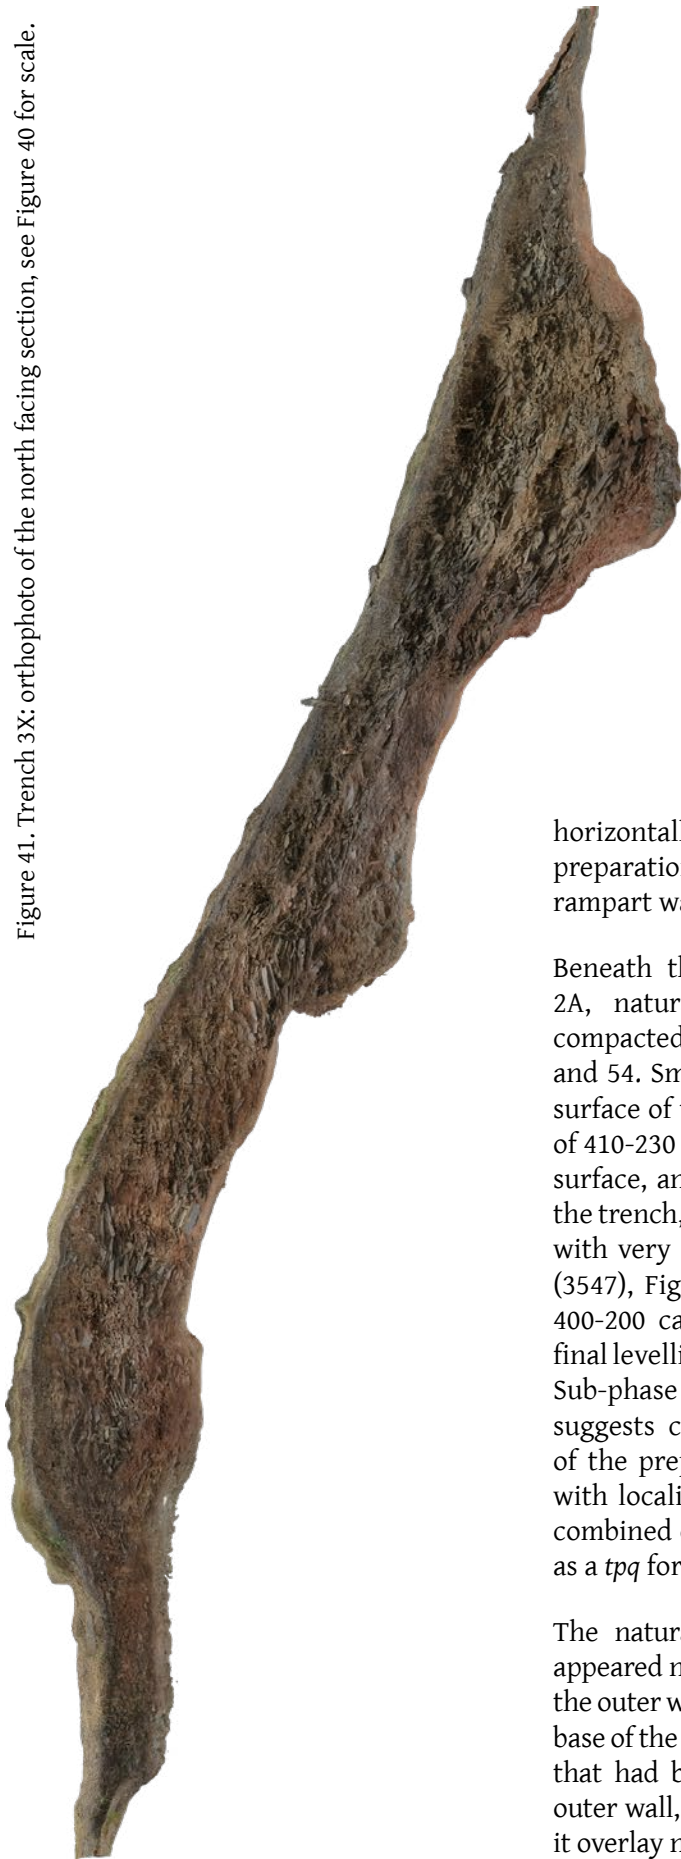 Figure 41. Trench 3X: orthophoto of the north facing section, see Figure 40 for scale.
horizontall
preparation
rampart wa
Beneath th
2A, natur
compacted
and 54. Sm
surface of
of 410-230
surface, an
the trench,
with very
(3547), Fig
400-200 ca
final levelli
Sub-phase
suggests c
of the prep
with locali
combined
as a tpq for
The natura
appeared n
the outer w
base of the
that had b
outer wall,
it overlay n